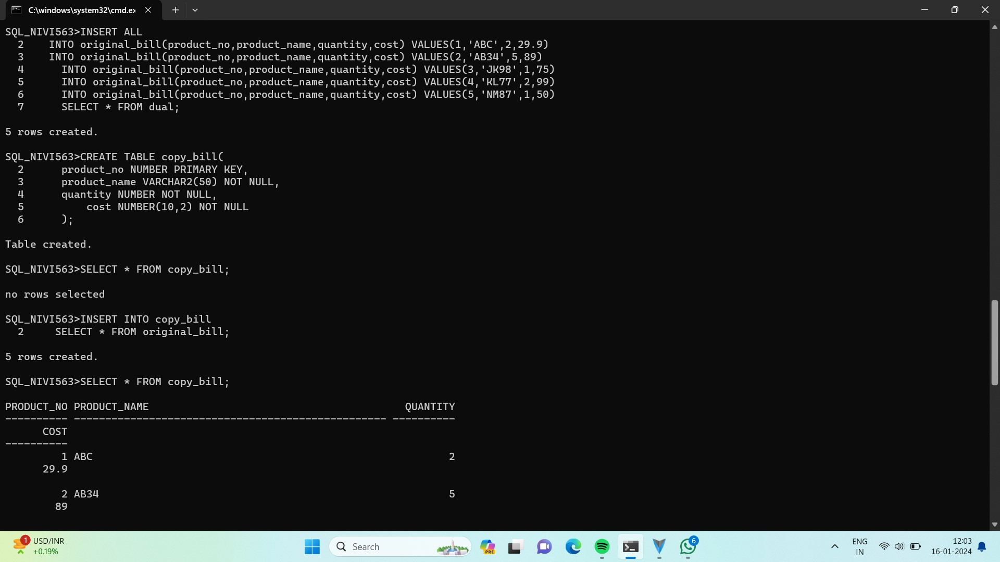 C:\windows\system32\cmd.ex
SQL_NIVI563>INSERT ALL
  2    INTO original_bill(product_no,product_name,quantity,cost) VALUES(1,'ABC',2,29.9)
  3    INTO original_bill(product_no,product_name,quantity,cost) VALUES(2,'AB34',5,89)
  4      INTO original_bill(product_no,product_name,quantity,cost) VALUES(3,'JK98',1,75)
  5      INTO original_bill(product_no,product_name,quantity,cost) VALUES(4,'KL77',2,99)
  6      INTO original_bill(product_no,product_name,quantity,cost) VALUES(5,'NM87',1,50)
  7      SELECT * FROM dual;
5 rows created.
SQL_NIVI563>CREATE TABLE copy_bill(
  2      product_no NUMBER PRIMARY KEY,
  3      product_name VARCHAR2(50) NOT NULL,
  4      quantity NUMBER NOT NULL,
  5          cost NUMBER(10,2) NOT NULL
  6      );
Table created.
SQL_NIVI563>SELECT * FROM copy_bill;
no rows selected
SQL_NIVI563>INSERT INTO copy_bill
  2     SELECT * FROM original_bill;
5 rows created.
SQL_NIVI563>SELECT * FROM copy_bill;
PRODUCT_NO PRODUCT_NAME                                         QUANTITY
---------- -------------------------------------------------- ----------
      COST
----------
         1 ABC                                                         2
      29.9
         2 AB34                                                        5
        89
1 USD/INR
+0.19%
Search
PRE
6
ENG
IN
12:03
16-01-2024